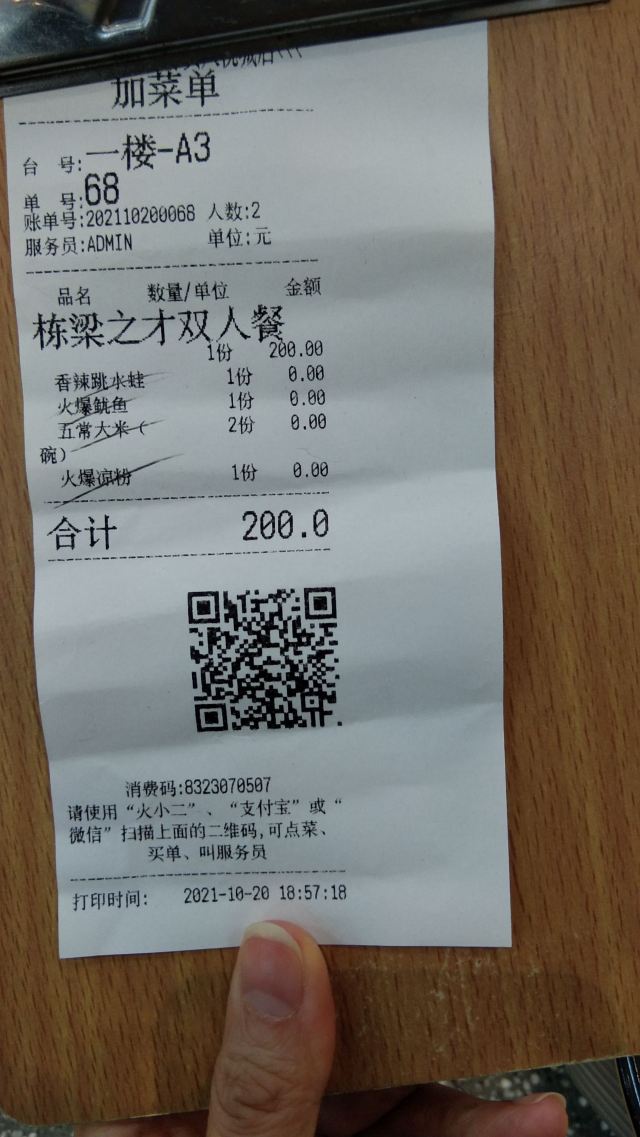 加菜单
台 号:一楼-A3
单 号:68
账单号:202110200068 人数:2
服务员:ADMIN 单位:元
品名 数量/单位 金额
栋梁之才双人餐
1份 200.00
香辣跳水蛙 1份 0.00
火爆鱿鱼 1份 0.00
五常大米( 2份 0.00
碗)
火爆凉粉 1份 0.00
合计 200.0
消费码:8323070507
请使用“火小二”、“支付宝”或“
微信”扫描上面的二维码,可点菜、
买单、叫服务员
打印时间: 2021-10-20 18:57:18